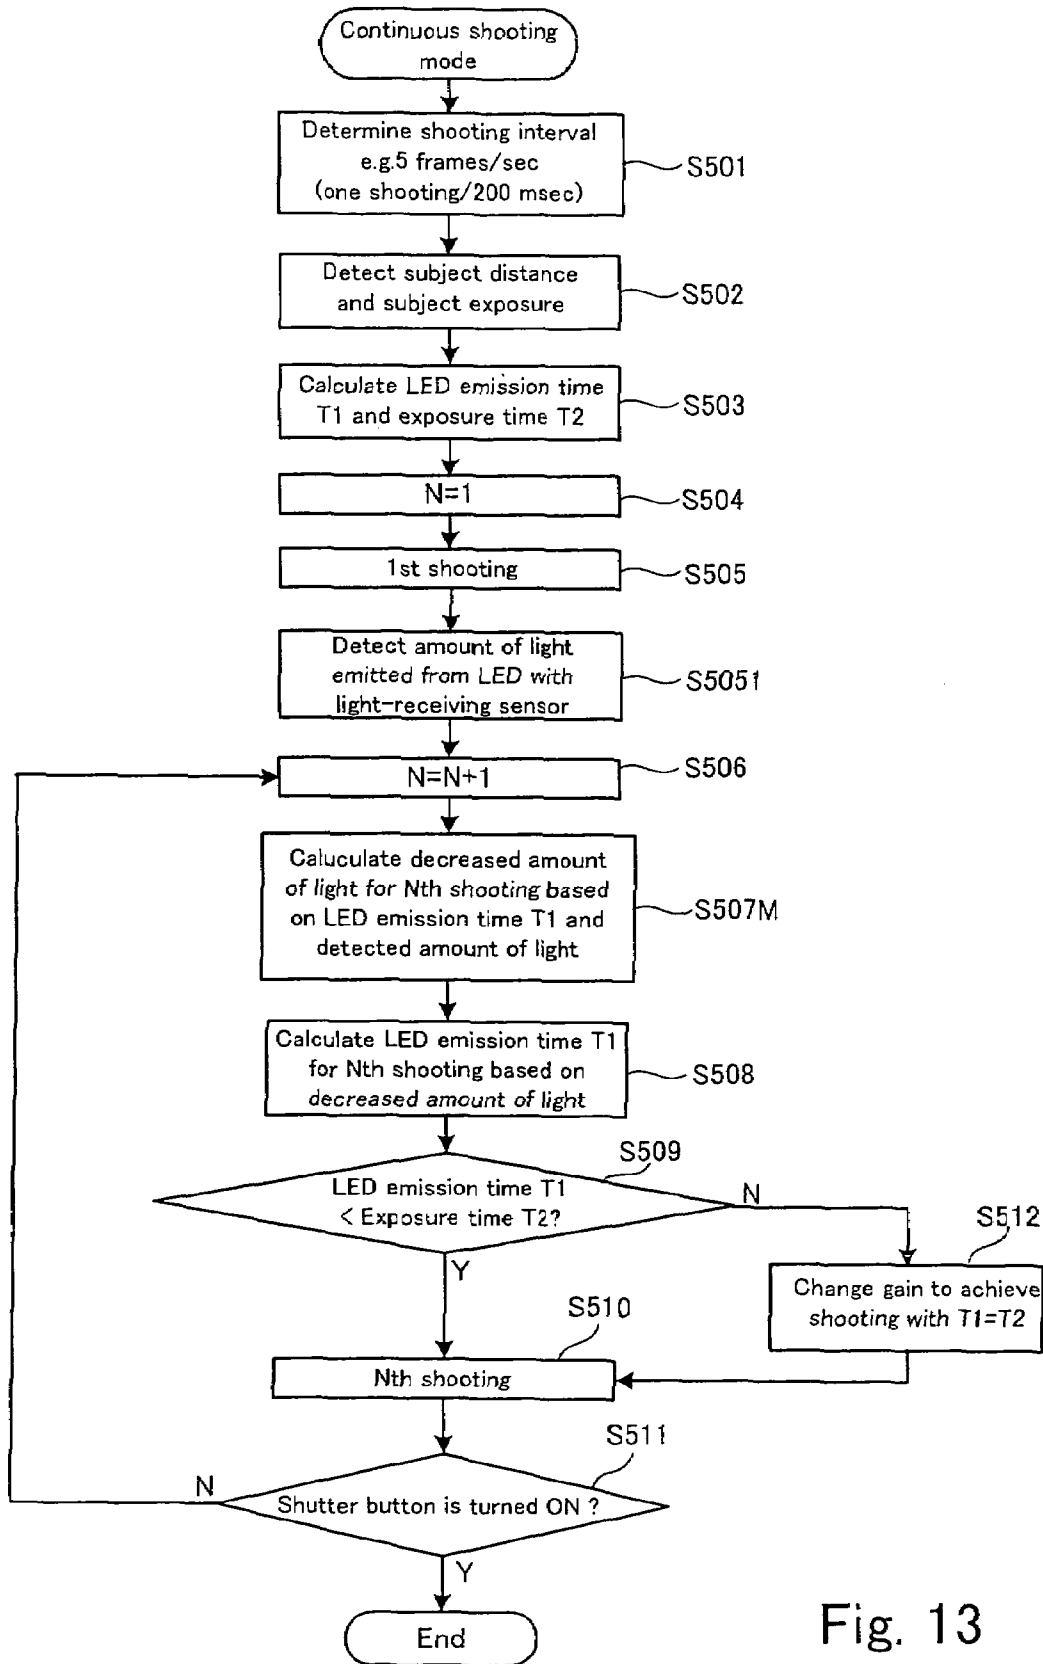 Continuous shooting
mode
Determine shooting interval
e.g.5 frames/sec
(one shooting/200 msec)
S501
Detect subject distance
and subject exposure
S502
Calculate LED emission time
T1 and exposure time T2
S503
N=1
S504
1st shooting
S505
Detect amount of light
emitted from LED with
light-receiving sensor
S5051
N=N+1
S506
Caluculate decreased amount
of light for Nth shooting based
on LED emission time T1 and
detected amount of light
S507M
Calculate LED emission time T1
for Nth shooting based on
decreased amount of light
S508
S509
LED emission time T1
< Exposure time T2?
N
Y
S512
Change gain to achieve
shooting with T1=T2
S510
Nth shooting
S511
Shutter button is turned ON ?
N
Y
End
Fig. 13